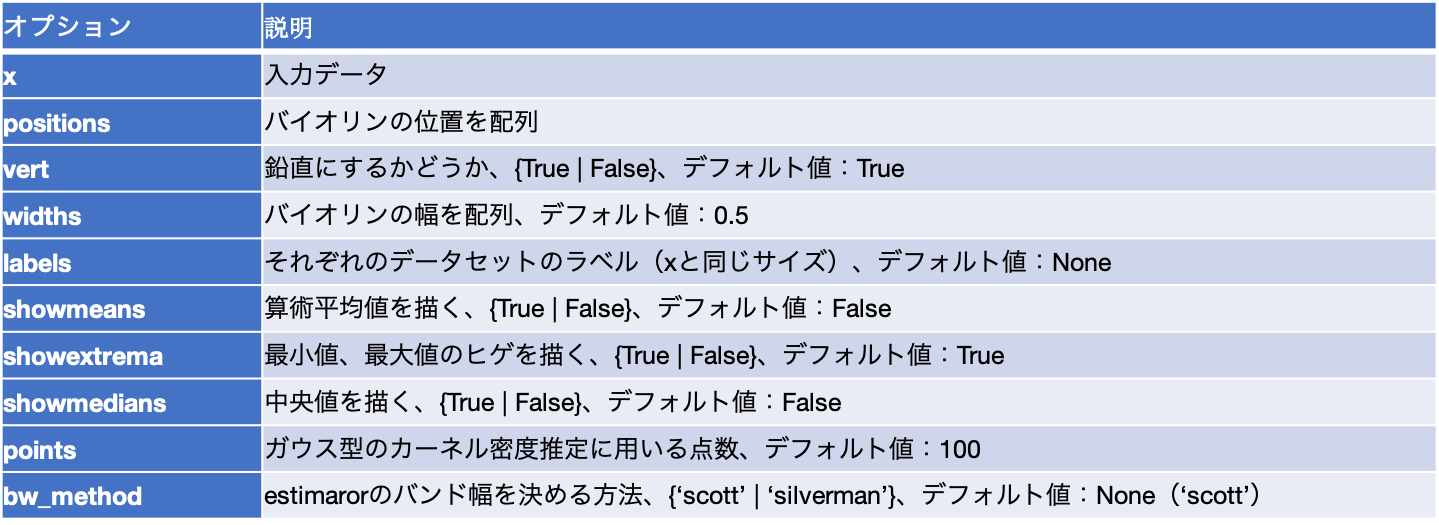 オプション 説明
x 入力データ
positions バイオリンの位置を配列
vert 鉛直にするかどうか、{True | False}、デフォルト値：True
widths バイオリンの幅を配列、デフォルト値：0.5
labels それぞれのデータセットのラベル（xと同じサイズ）、デフォルト値：None
showmeans 算術平均値を描く、{True | False}、デフォルト値：False
showextrema 最小値、最大値のヒゲを描く、{True | False}、デフォルト値：True
showmedians 中央値を描く、{True | False}、デフォルト値：False
points ガウス型のカーネル密度推定に用いる点数、デフォルト値：100
bw_method estimarorのバンド幅を決める方法、{‘scott’ | ‘silverman’}、デフォルト値：None（‘scott’）